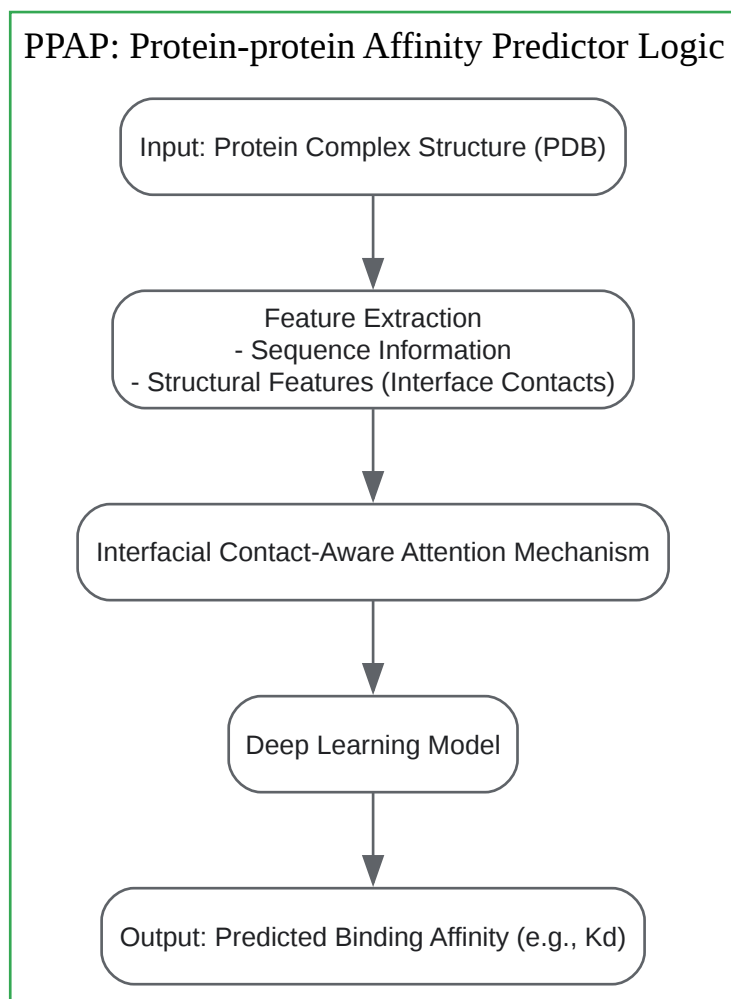 PPAP: Protein-protein Affinity Predictor Logic
Input: Protein Complex Structure (PDB)
Feature Extraction
- Sequence Information
- Structural Features (Interface Contacts)
Interfacial Contact-Aware Attention Mechanism
Deep Learning Model
Output: Predicted Binding Affinity (e.g., Kd)